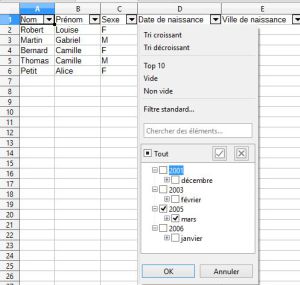 A B C D E
1 Nom Prénom Sexe Date de naissance Ville de naissance
2 Robert Louise F
3 Martin Gabriel M
4 Bernard Camille F
5 Thomas Camille M
6 Petit Alice F
7
8
9
10
11
12
13
14
15
16
17
18
19
20
21
22
23
24
25
26
27
Tri croissant
Tri décroissant
Top 10
Vide
Non vide
Filtre standard...
Chercher des éléments...
Tout
2001
décembre
2003
février
2005
mars
2006
janvier
OK Annuler